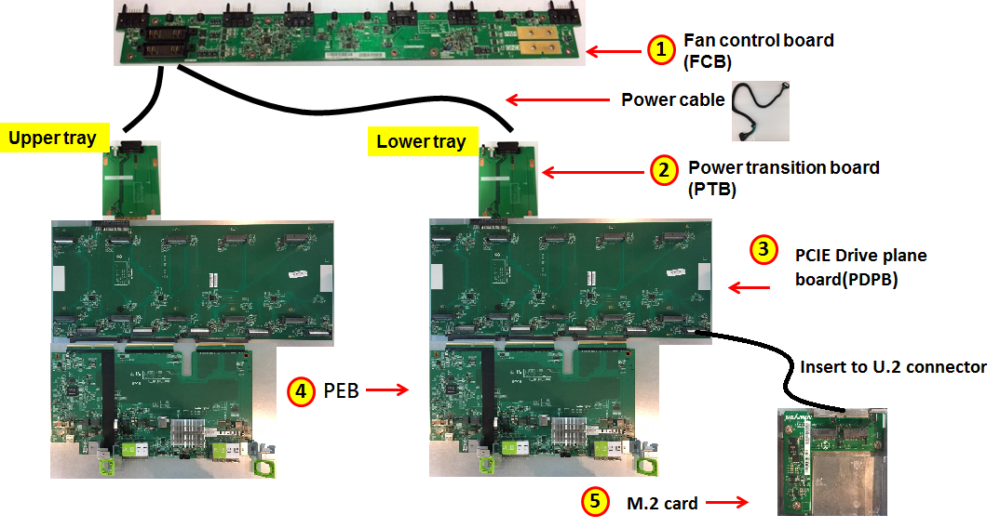 1
Fan control board
(FCB)
Power cable
Upper tray
Lower tray
2
Power transition board
(PTB)
3
PCIE Drive plane
board(PDPB)
Insert to U.2 connector
4
PEB
5
M.2 card